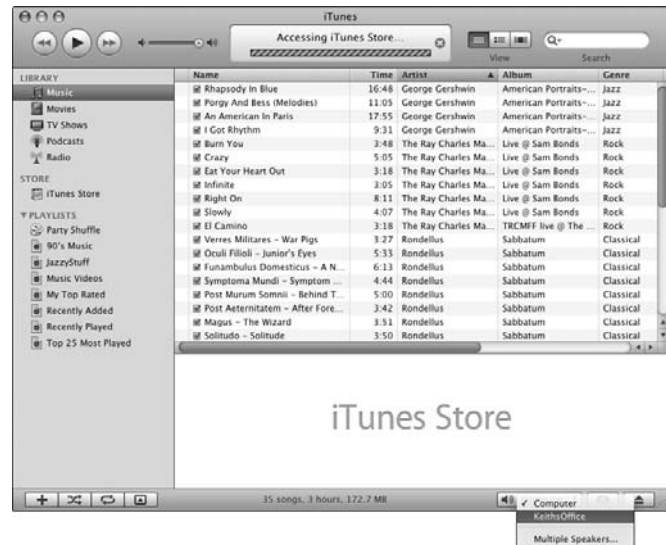 iTunes
Accessing iTunes Store...
View
Search
LIBRARY
Music
Movies
TV Shows
Podcasts
Radio
STORE
iTunes Store
PLAYLISTS
Party Shuffle
90's Music
JazzyStuff
Music Videos
My Top Rated
Recently Added
Recently Played
Top 25 Most Played
Name Time Artist Album Genre
Rhapsody In Blue 16:48 George Gershwin American Portraits-... Jazz
Porgy And Bess (Melodies) 11:05 George Gershwin American Portraits-... Jazz
An American In Paris 17:55 George Gershwin American Portraits-... Jazz
I Got Rhythm 9:31 George Gershwin American Portraits-... Jazz
Burn You 3:48 The Ray Charles Ma... Live @ Sam Bonds Rock
Crazy 5:05 The Ray Charles Ma... Live @ Sam Bonds Rock
Eat Your Heart Out 3:18 The Ray Charles Ma... Live @ Sam Bonds Rock
Infinite 3:05 The Ray Charles Ma... Live @ Sam Bonds Rock
Right On 8:11 The Ray Charles Ma... Live @ Sam Bonds Rock
Slowly 4:07 The Ray Charles Ma... Live @ Sam Bonds Rock
El Camino 3:18 The Ray Charles Ma... TRCMFF live @ The ... Rock
Verres Militares – War Pigs 3:27 Rondellus Sabbatum Classical
Oculi Filioli – Junior's Eyes 5:33 Rondellus Sabbatum Classical
Funambulus Domesticus – A N... 6:13 Rondellus Sabbatum Classical
Symptoma Mundi – Symptom ... 4:44 Rondellus Sabbatum Classical
Post Murum Somnii – Behind T... 5:00 Rondellus Sabbatum Classical
Post Aeternitatem – After Fore... 3:42 Rondellus Sabbatum Classical
Magus – The Wizard 3:51 Rondellus Sabbatum Classical
Solitudo – Solitude 3:50 Rondellus Sabbatum Classical
iTunes Store
35 songs, 3 hours, 172.7 MB
Computer
KeithsOffice
Multiple Speakers...